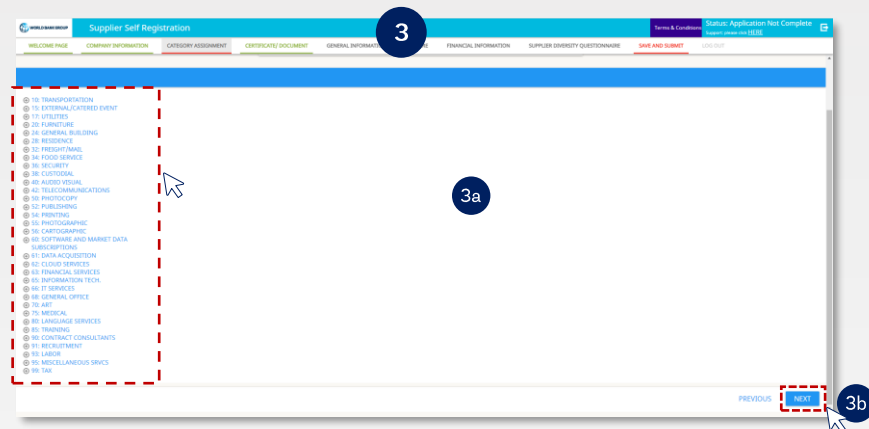 WORLD BANK GROUP
Supplier Self Registration
3
Terms & Conditions
Status: Application Not Complete
Support please click HERE
WELCOME PAGE
COMPANY INFORMATION
CATEGORY ASSIGNMENT
CERTIFICATE/ DOCUMENT
GENERAL INFORMATI
RE
FINANCIAL INFORMATION
SUPPLIER DIVERSITY QUESTIONNAIRE
SAVE AND SUBMIT
LOG OUT
10: TRANSPORTATION
15: EXTERNAL/CATERED EVENT
17: UTILITIES
20: FURNITURE
24: GENERAL BUILDING
28: RESIDENCE
32: FREIGHT/MAIL
34: FOOD SERVICE
36: SECURITY
38: CUSTODIAL
40: AUDIO VISUAL
42: TELECOMMUNICATIONS
50: PHOTOCOPY
52: PUBLISHING
54: PRINTING
55: PHOTOGRAPHIC
56: CARTOGRAPHIC
60: SOFTWARE AND MARKET DATA
SUBSCRIPTIONS
61: DATA ACQUISITION
62: CLOUD SERVICES
63: FINANCIAL SERVICES
65: INFORMATION TECH.
66: IT SERVICES
68: GENERAL OFFICE
70: ART
75: MEDICAL
80: LANGUAGE SERVICES
85: TRAINING
90: CONTRACT CONSULTANTS
91: RECRUITMENT
93: LABOR
95: MISCELLANEOUS SRVCS
99: TAX
3a
PREVIOUS
NEXT
3b